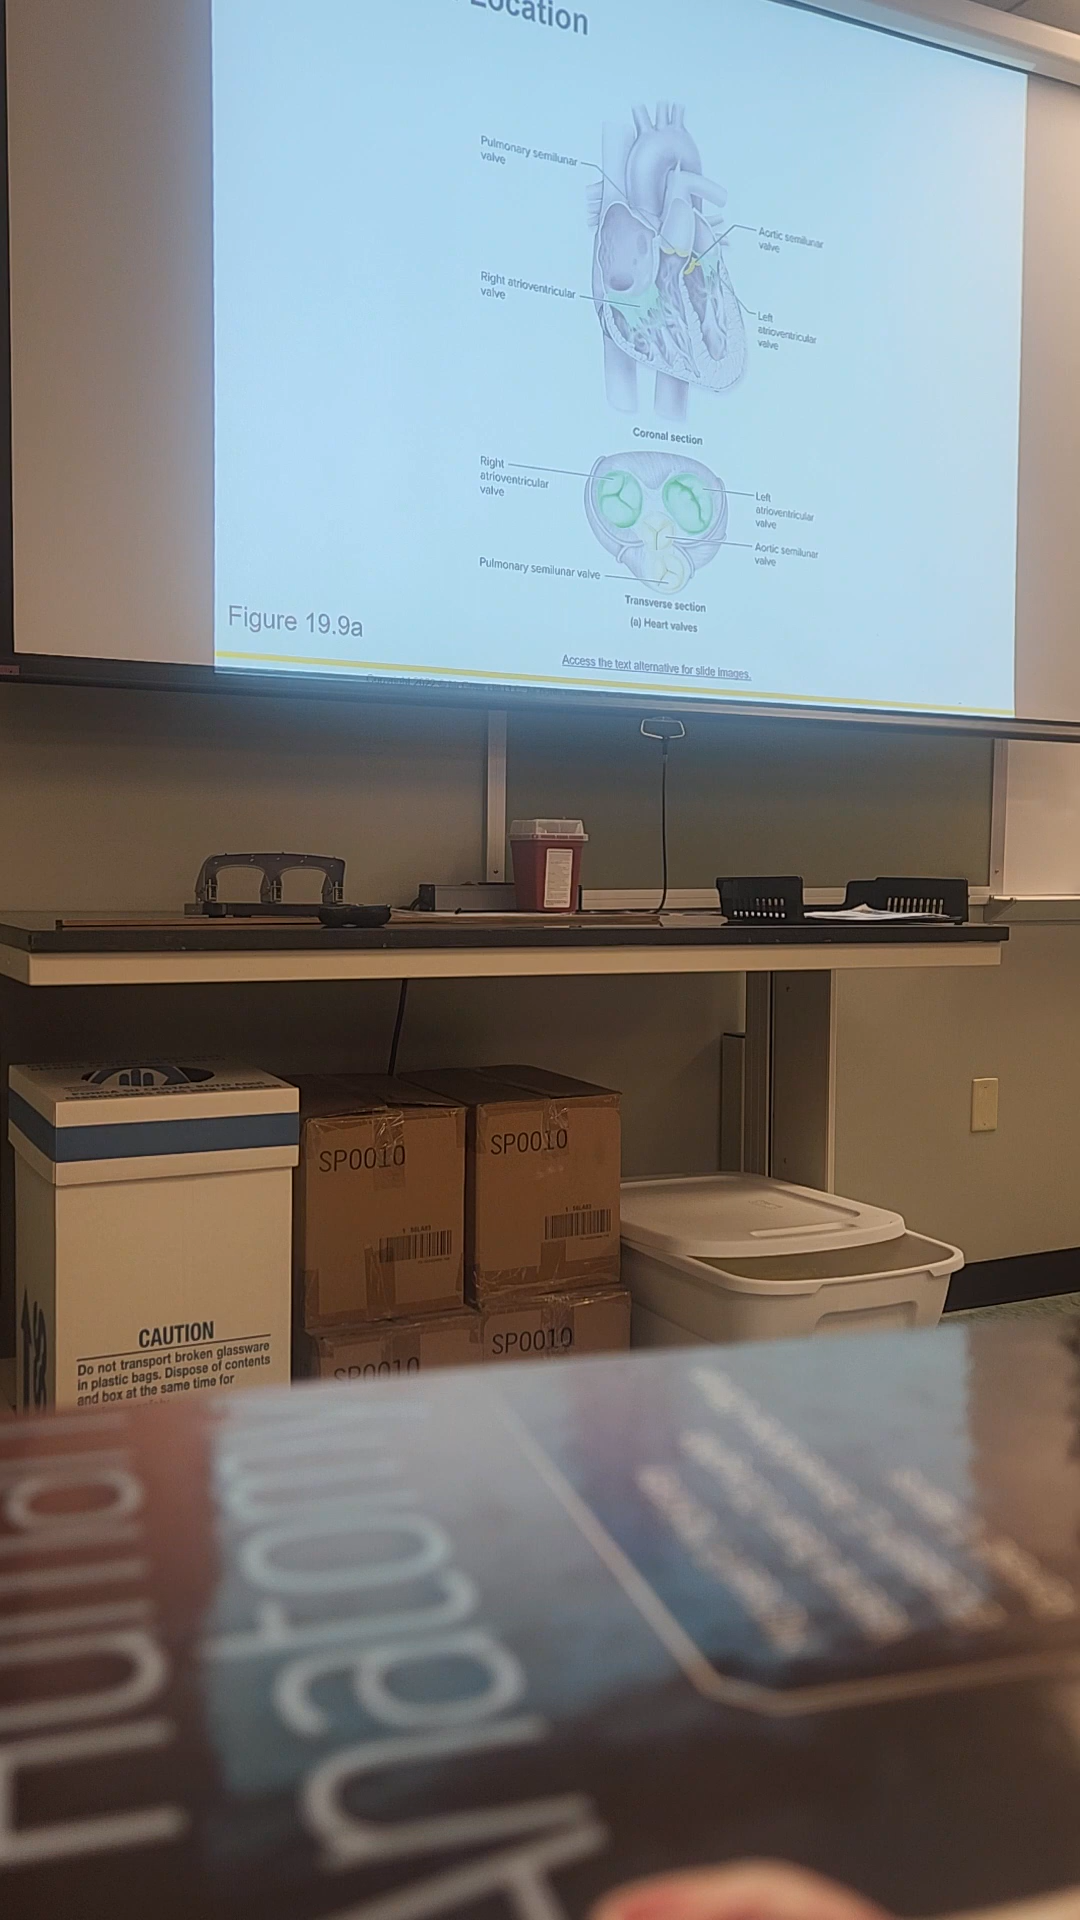 Location
Pulmonary semilunar
valve
Aortic semilunar
valve
Right atrioventricular
valve
Left
atrioventricular
valve
Coronal section
Right
atrioventricular
valve
Left
atrioventricular
valve
Aortic semilunar
valve
Pulmonary semilunar valve
Transverse section
(a) Heart valves
Figure 19.9a
Access the text alternative for slide images.
SP0010
SP0010
SP0010
SP0010
CAUTION
Do not transport broken glassware
in plastic bags. Dispose of contents
and box at the same time for
Human
Anatomy